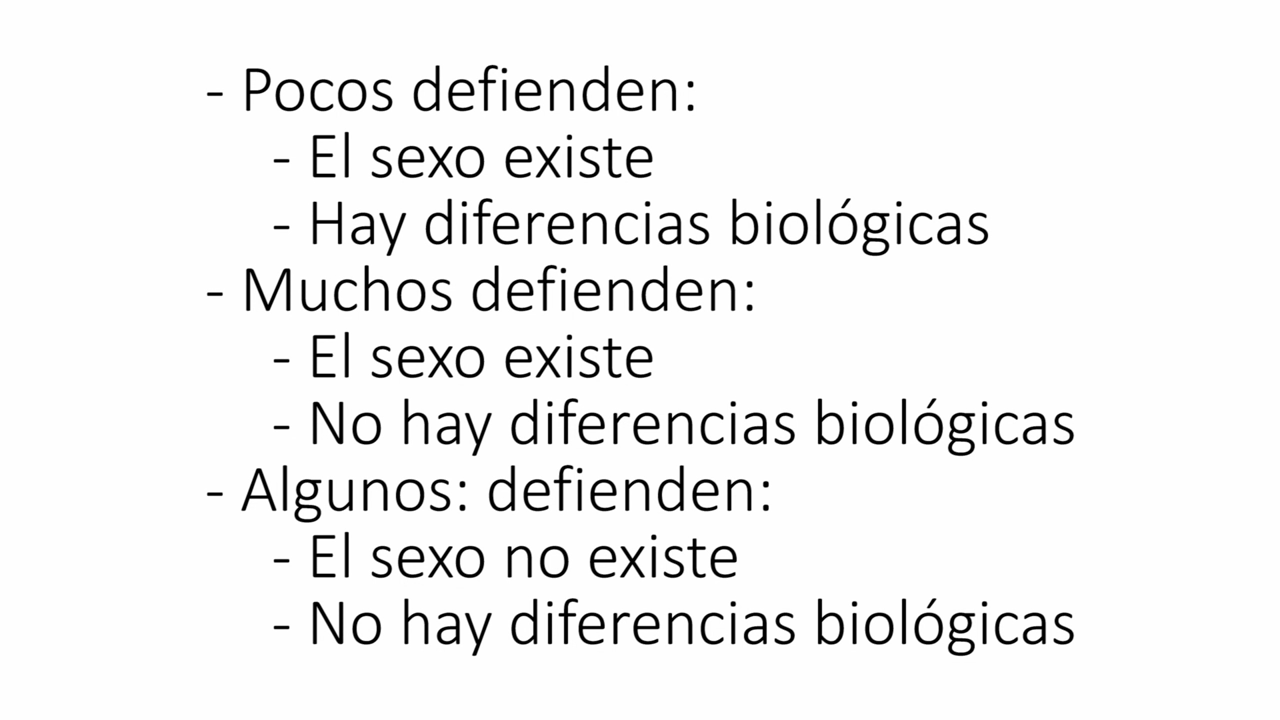 - Pocos defienden:
- El sexo existe
- Hay diferencias biológicas
- Muchos defienden:
- El sexo existe
- No hay diferencias biológicas
- Algunos: defienden:
- El sexo no existe
- No hay diferencias biológicas